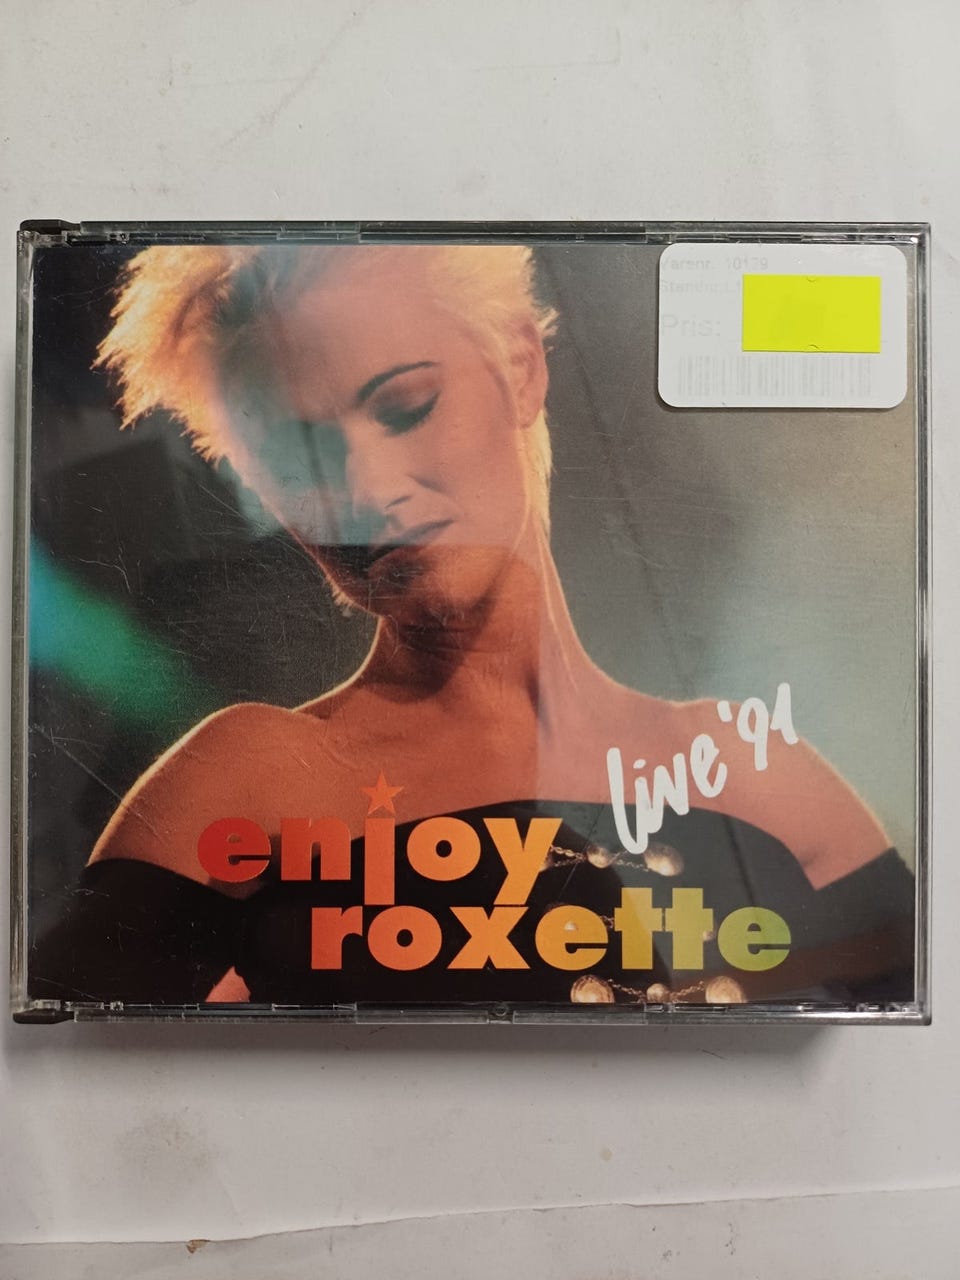 Varenr.: 10179
Pris:
live '91
enjoy
roxette